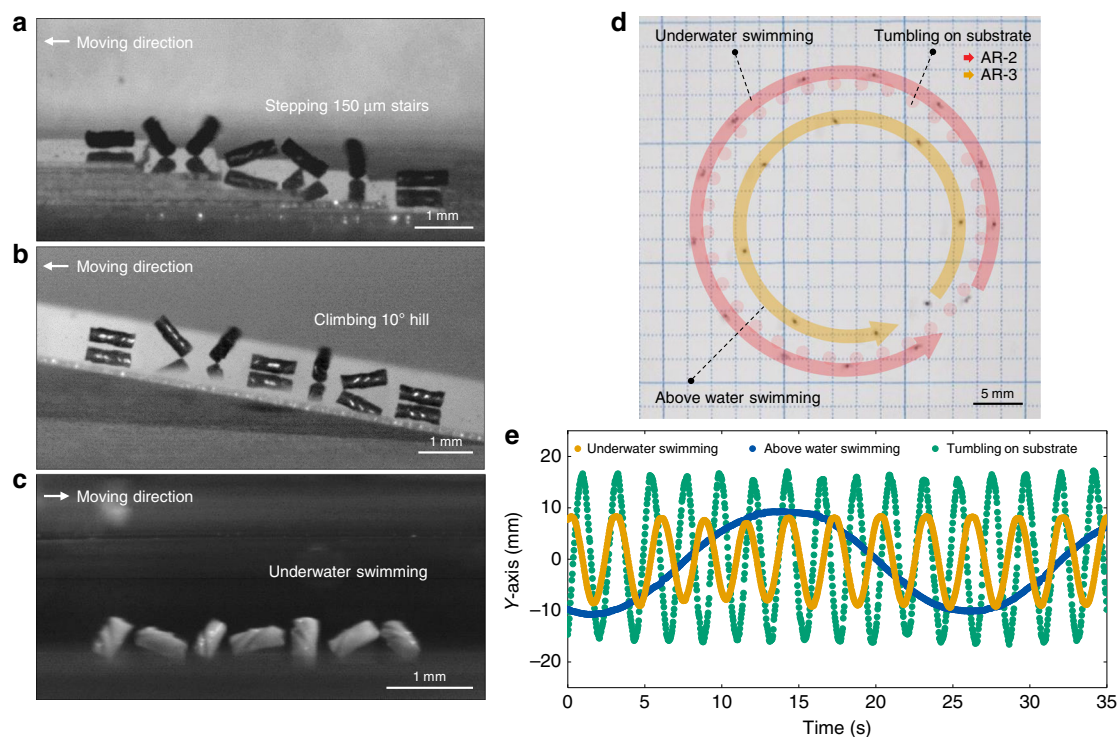 a
← Moving direction
Stepping 150 μm stairs
1 mm
b
← Moving direction
Climbing 10° hill
1 mm
c
→ Moving direction
Underwater swimming
1 mm
d
Underwater swimming
Tumbling on substrate
AR-2
AR-3
Above water swimming
5 mm
e
Underwater swimming
Above water swimming
Tumbling on substrate
Y-axis (mm)
20
10
0
−10
−20
0 5 10 15 20 25 30 35
Time (s)